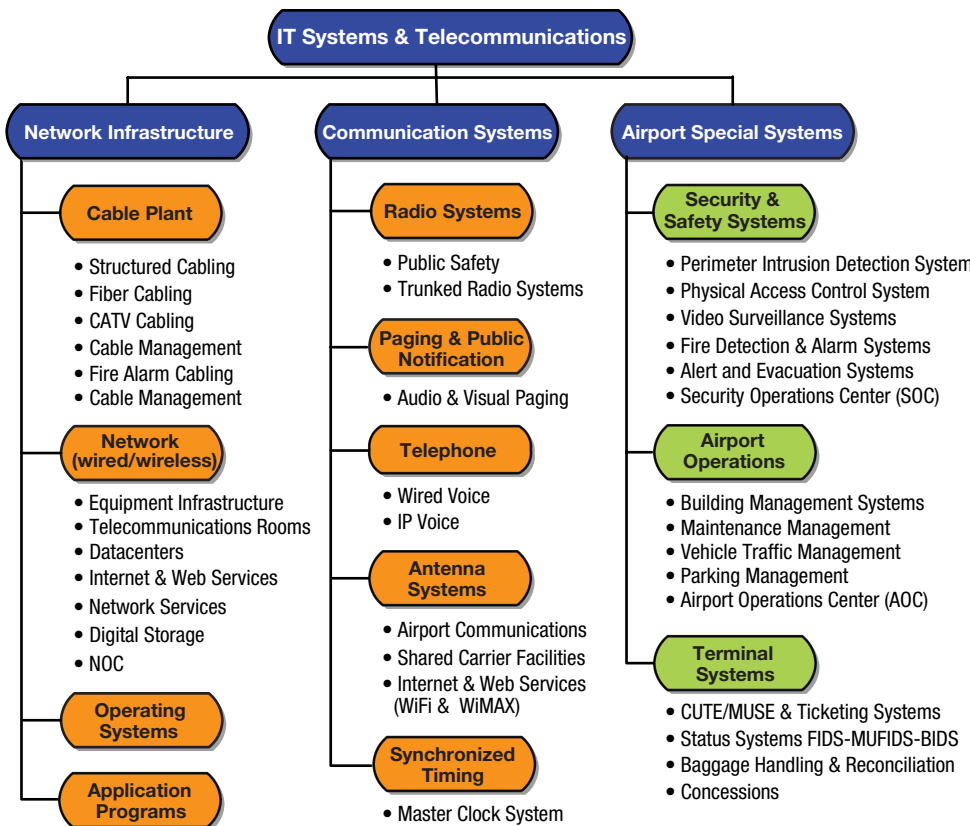 IT Systems & Telecommunications
Network Infrastructure
Cable Plant
• Structured Cabling
• Fiber Cabling
• CATV Cabling
• Cable Management
• Fire Alarm Cabling
• Cable Management
Network
(wired/wireless)
• Equipment Infrastructure
• Telecommunications Rooms
• Datacenters
• Internet & Web Services
• Network Services
• Digital Storage
• NOC
Operating
Systems
Application
Programs
Communication Systems
Radio Systems
• Public Safety
• Trunked Radio Systems
Paging & Public
Notification
• Audio & Visual Paging
Telephone
• Wired Voice
• IP Voice
Antenna
Systems
• Airport Communications
• Shared Carrier Facilities
• Internet & Web Services
(WiFi & WiMAX)
Synchronized
Timing
• Master Clock System
Airport Special Systems
Security &
Safety Systems
• Perimeter Intrusion Detection System
• Physical Access Control System
• Video Surveillance Systems
• Fire Detection & Alarm Systems
• Alert and Evacuation Systems
• Security Operations Center (SOC)
Airport
Operations
• Building Management Systems
• Maintenance Management
• Vehicle Traffic Management
• Parking Management
• Airport Operations Center (AOC)
Terminal
Systems
• CUTE/MUSE & Ticketing Systems
• Status Systems FIDS-MUFIDS-BIDS
• Baggage Handling & Reconciliation
• Concessions